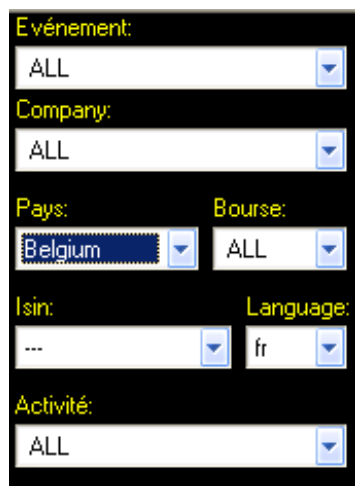 Evénement:
ALL
Company:
ALL
Pays: Bourse:
Belgium ALL
Isin: Language:
--- fr
Activité:
ALL